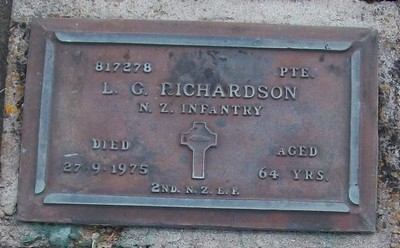 817278 PTE.
L. G. RICHARDSON
N. Z. INFANTRY
DIED AGED
27.9.1975 64 YRS.
2ND. N. Z. E. F.